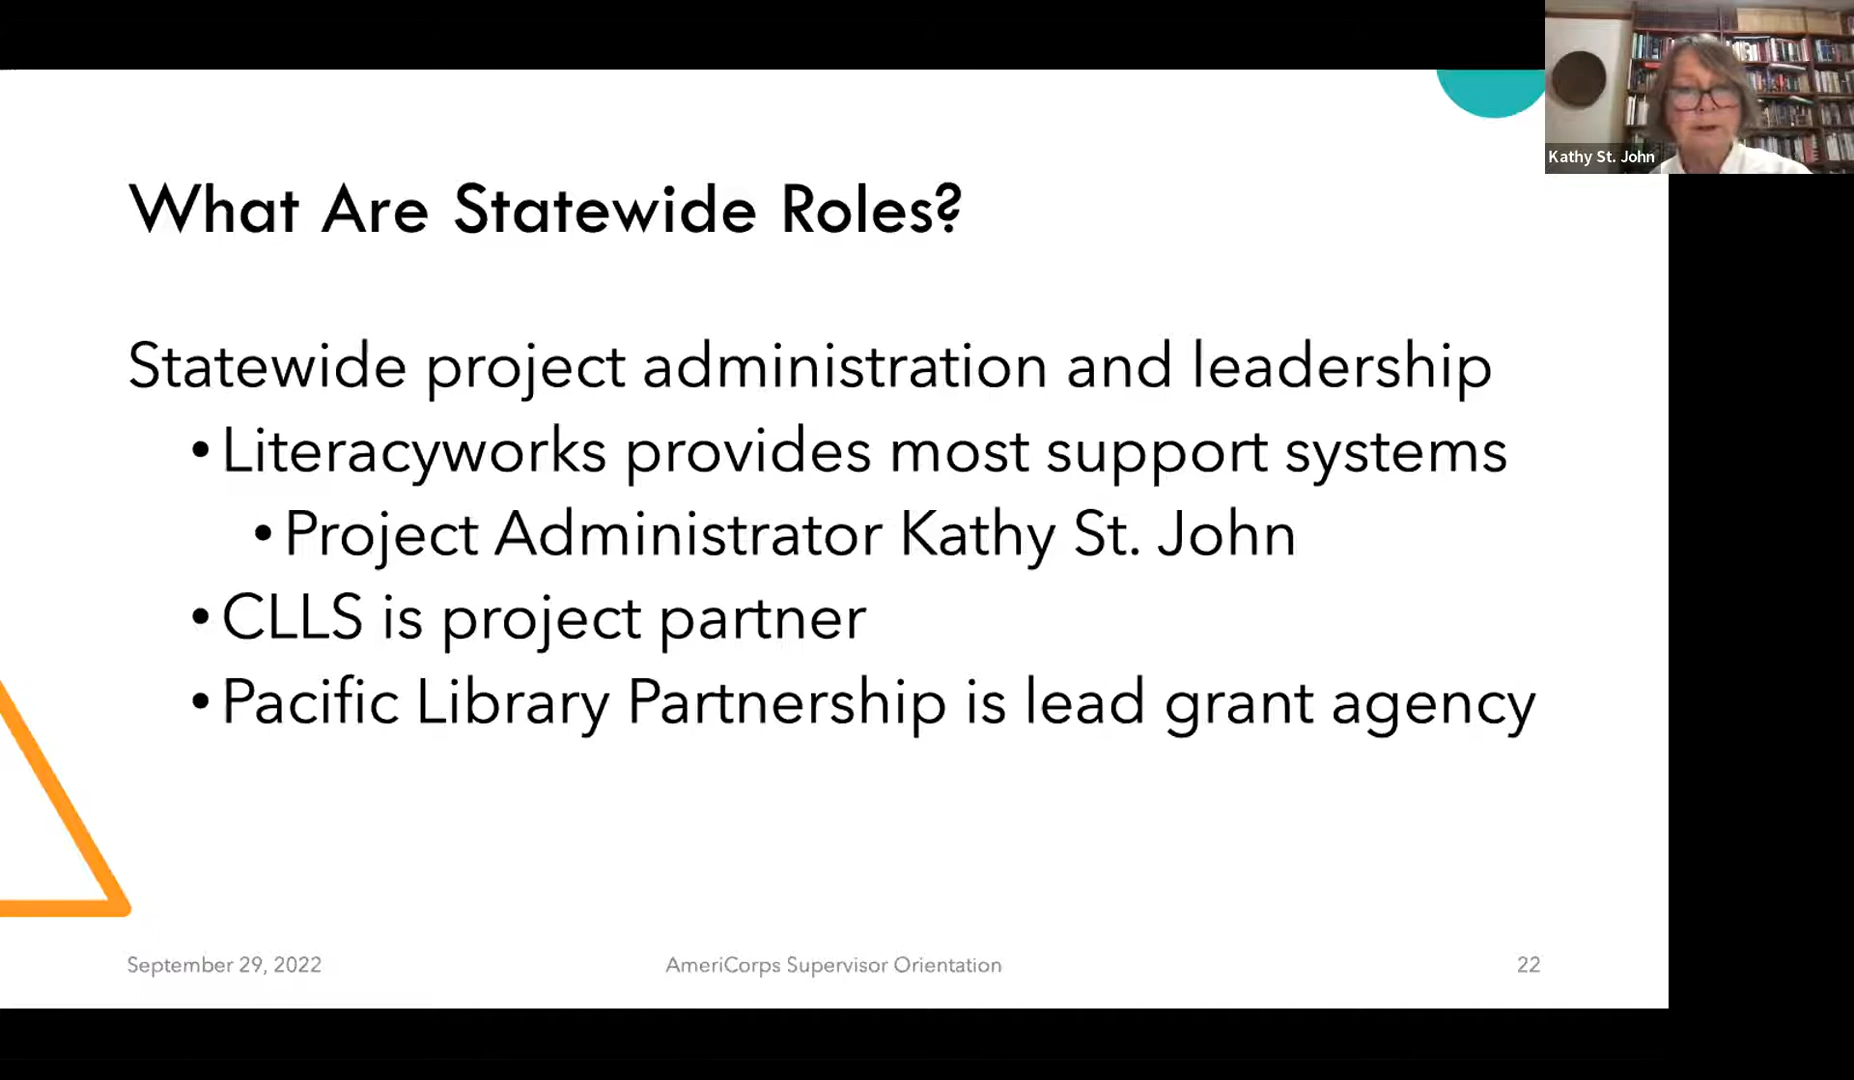 Kathy St. John
What Are Statewide Roles?
Statewide project administration and leadership
• Literacyworks provides most support systems
• Project Administrator Kathy St. John
• CLLS is project partner
• Pacific Library Partnership is lead grant agency
September 29, 2022
AmeriCorps Supervisor Orientation
22